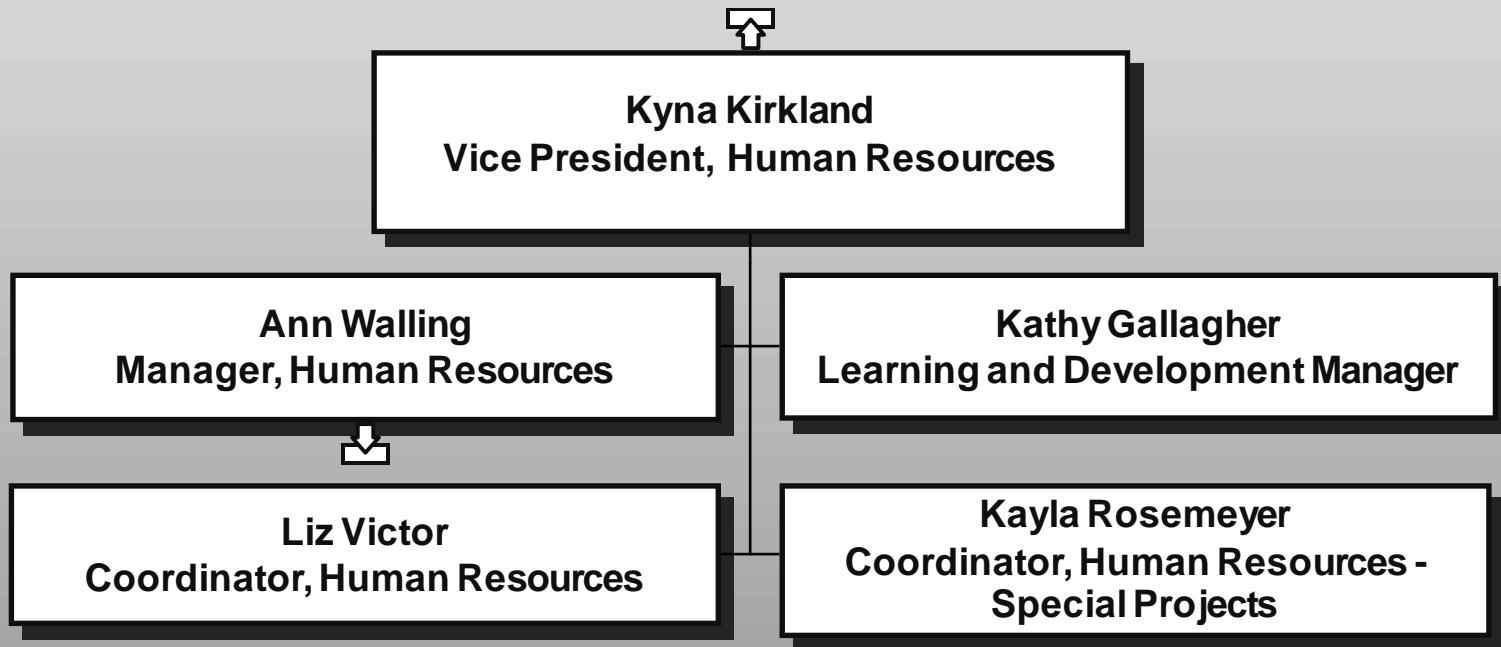 Kyna Kirkland
Vice President, Human Resources
Ann Walling
Manager, Human Resources
Kathy Gallagher
Learning and Development Manager
Liz Victor
Coordinator, Human Resources
Kayla Rosemeyer
Coordinator, Human Resources -
Special Projects